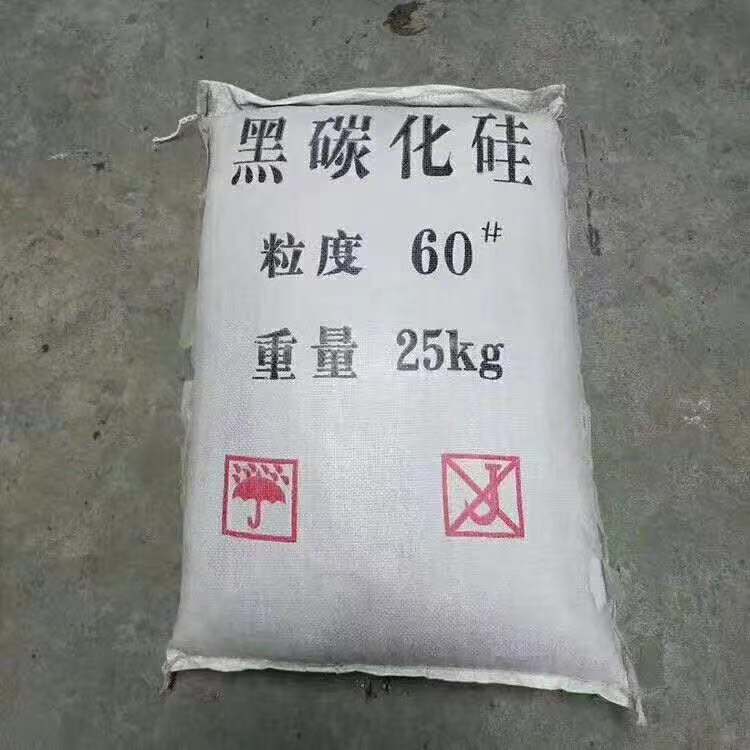 黑碳化硅
粒度 60#
重量 25kg